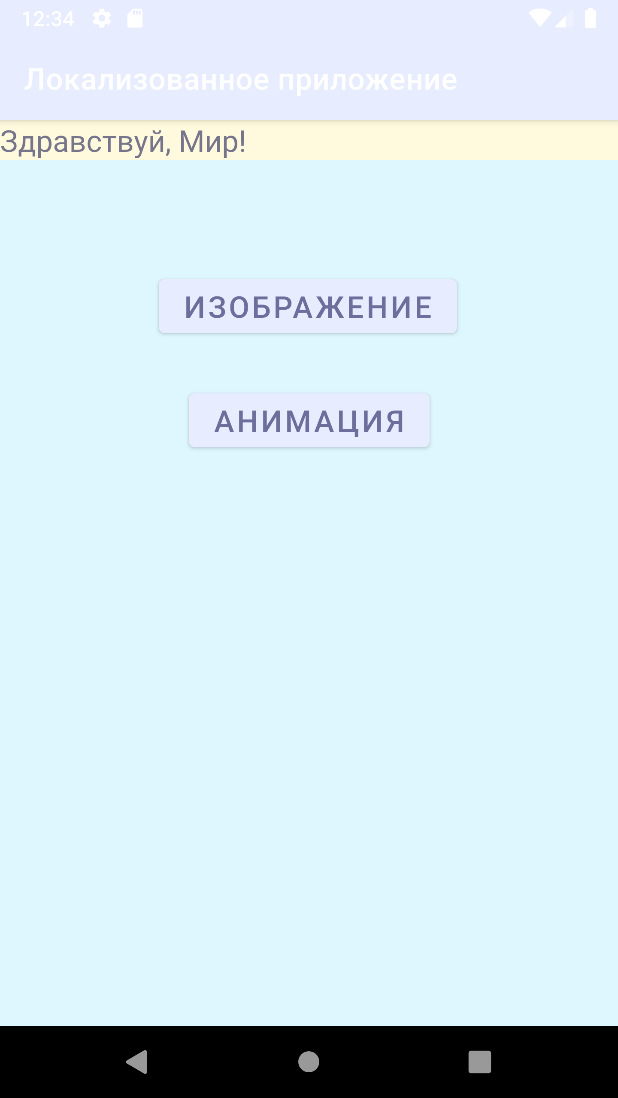 12:34
Локализованное приложение
Здравствуй, Мир!
ИЗОБРАЖЕНИЕ
АНИМАЦИЯ